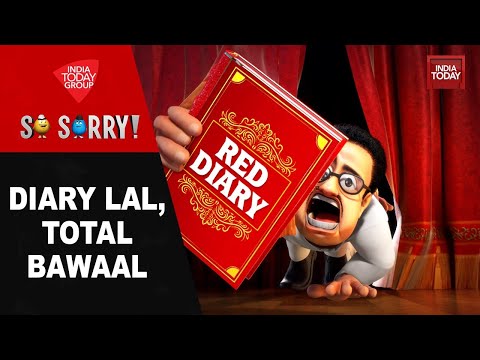 INDIA
TODAY
GROUP
SO SORRY!
DIARY LAL,
TOTAL
BAWAAL
RED
DIARY
INDIA
TODAY